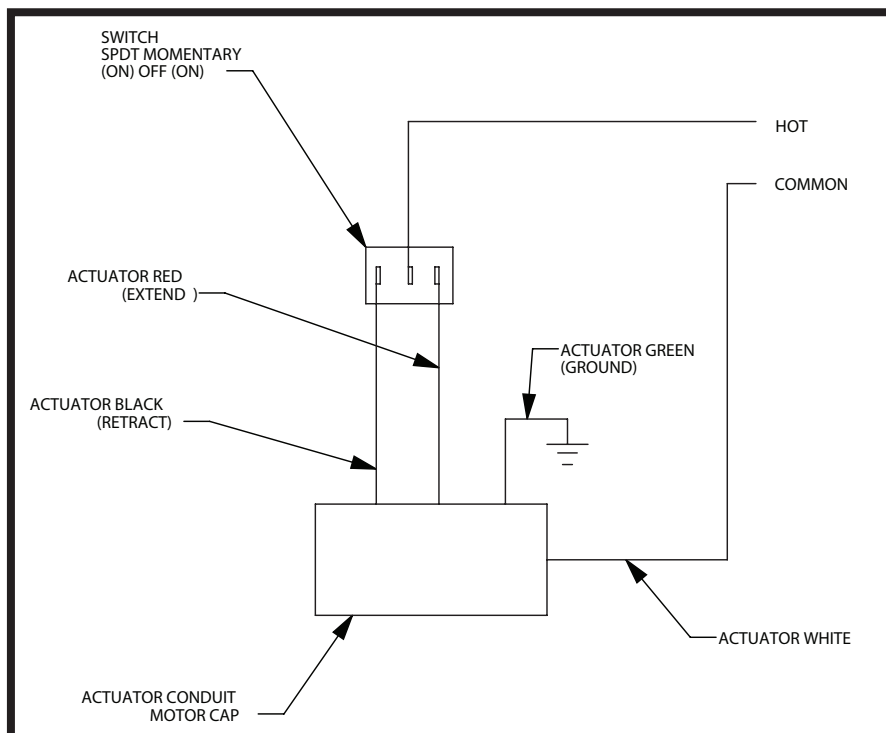 SWITCH
SPDT MOMENTARY
(ON) OFF (ON)
HOT
COMMON
ACTUATOR RED
(EXTEND )
ACTUATOR GREEN
(GROUND)
ACTUATOR BLACK
(RETRACT)
ACTUATOR WHITE
ACTUATOR CONDUIT
MOTOR CAP